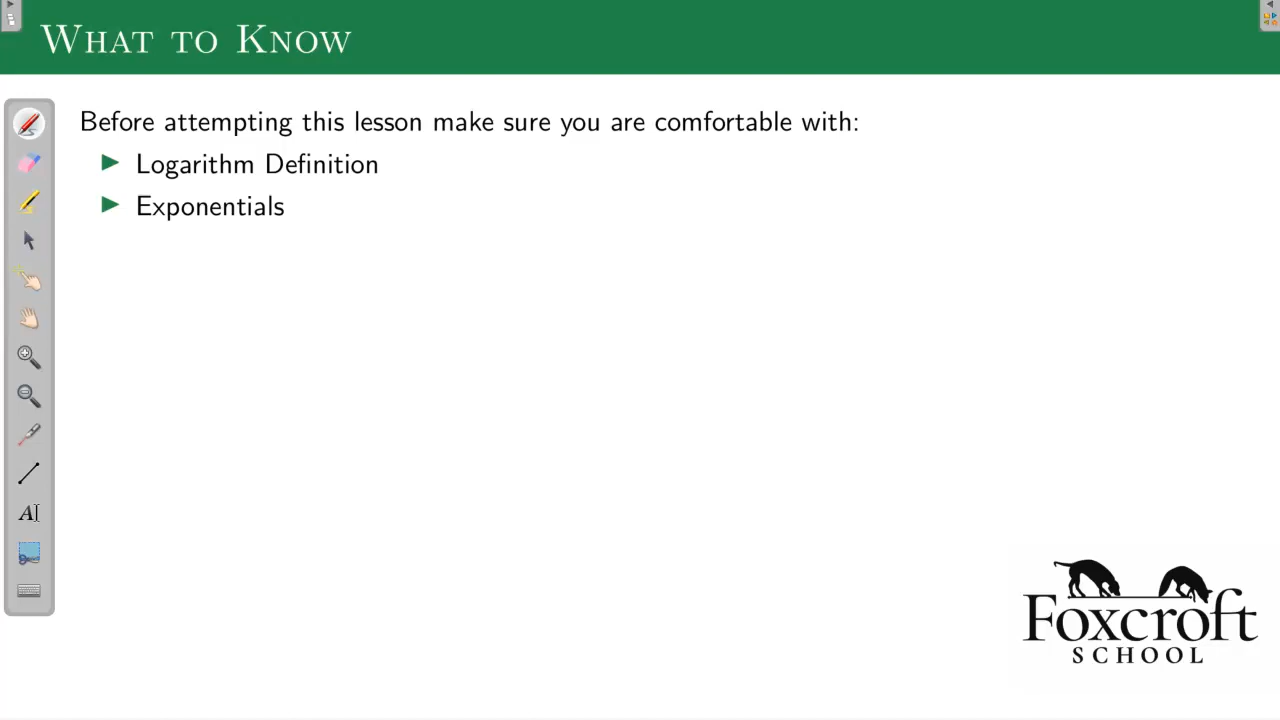 What to Know
Before attempting this lesson make sure you are comfortable with:
Logarithm Definition
Exponentials
A
Foxcroft
SCHOOL